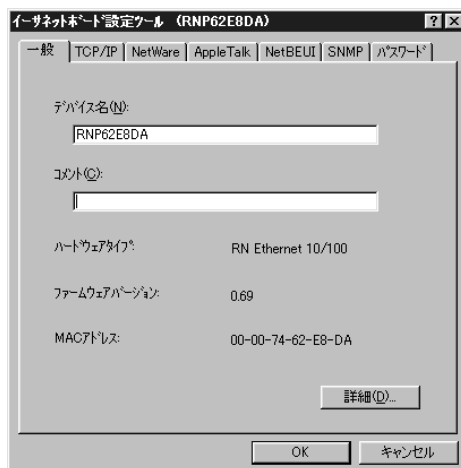 イーサネットボード設定ツール (RNP62E8DA)
一般 TCP/IP NetWare AppleTalk NetBEUI SNMP パスワード
デバイス名(N):
RNP62E8DA
コメント(C):
ハードウェアタイプ: RN Ethernet 10/100
ファームウェアバージョン: 0.69
MACアドレス: 00-00-74-62-E8-DA
詳細(D)...
OK キャンセル